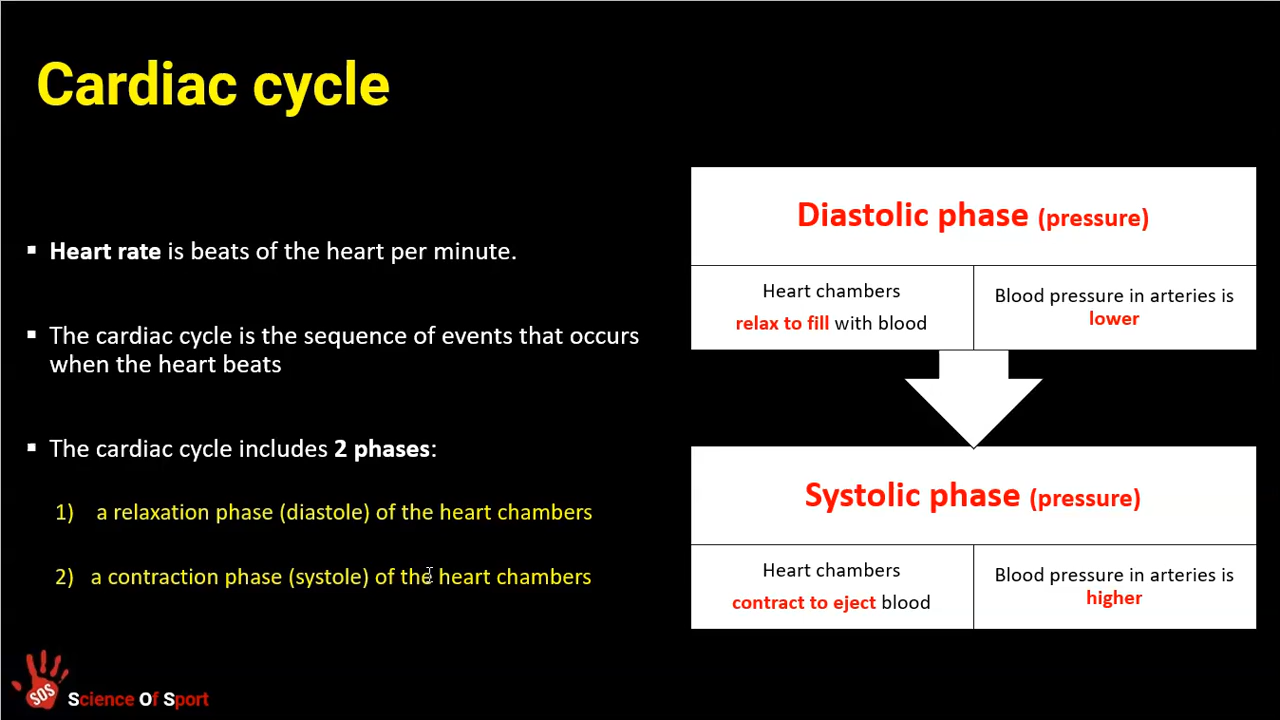 Cardiac cycle
▪ Heart rate is beats of the heart per minute.
▪ The cardiac cycle is the sequence of events that occurs
when the heart beats
▪ The cardiac cycle includes 2 phases:
1) a relaxation phase (diastole) of the heart chambers
2) a contraction phase (systole) of the heart chambers
Diastolic phase (pressure)
Heart chambers
relax to fill with blood
Blood pressure in arteries is
lower
Systolic phase (pressure)
Heart chambers
contract to eject blood
Blood pressure in arteries is
higher
SOS
Science Of Sport